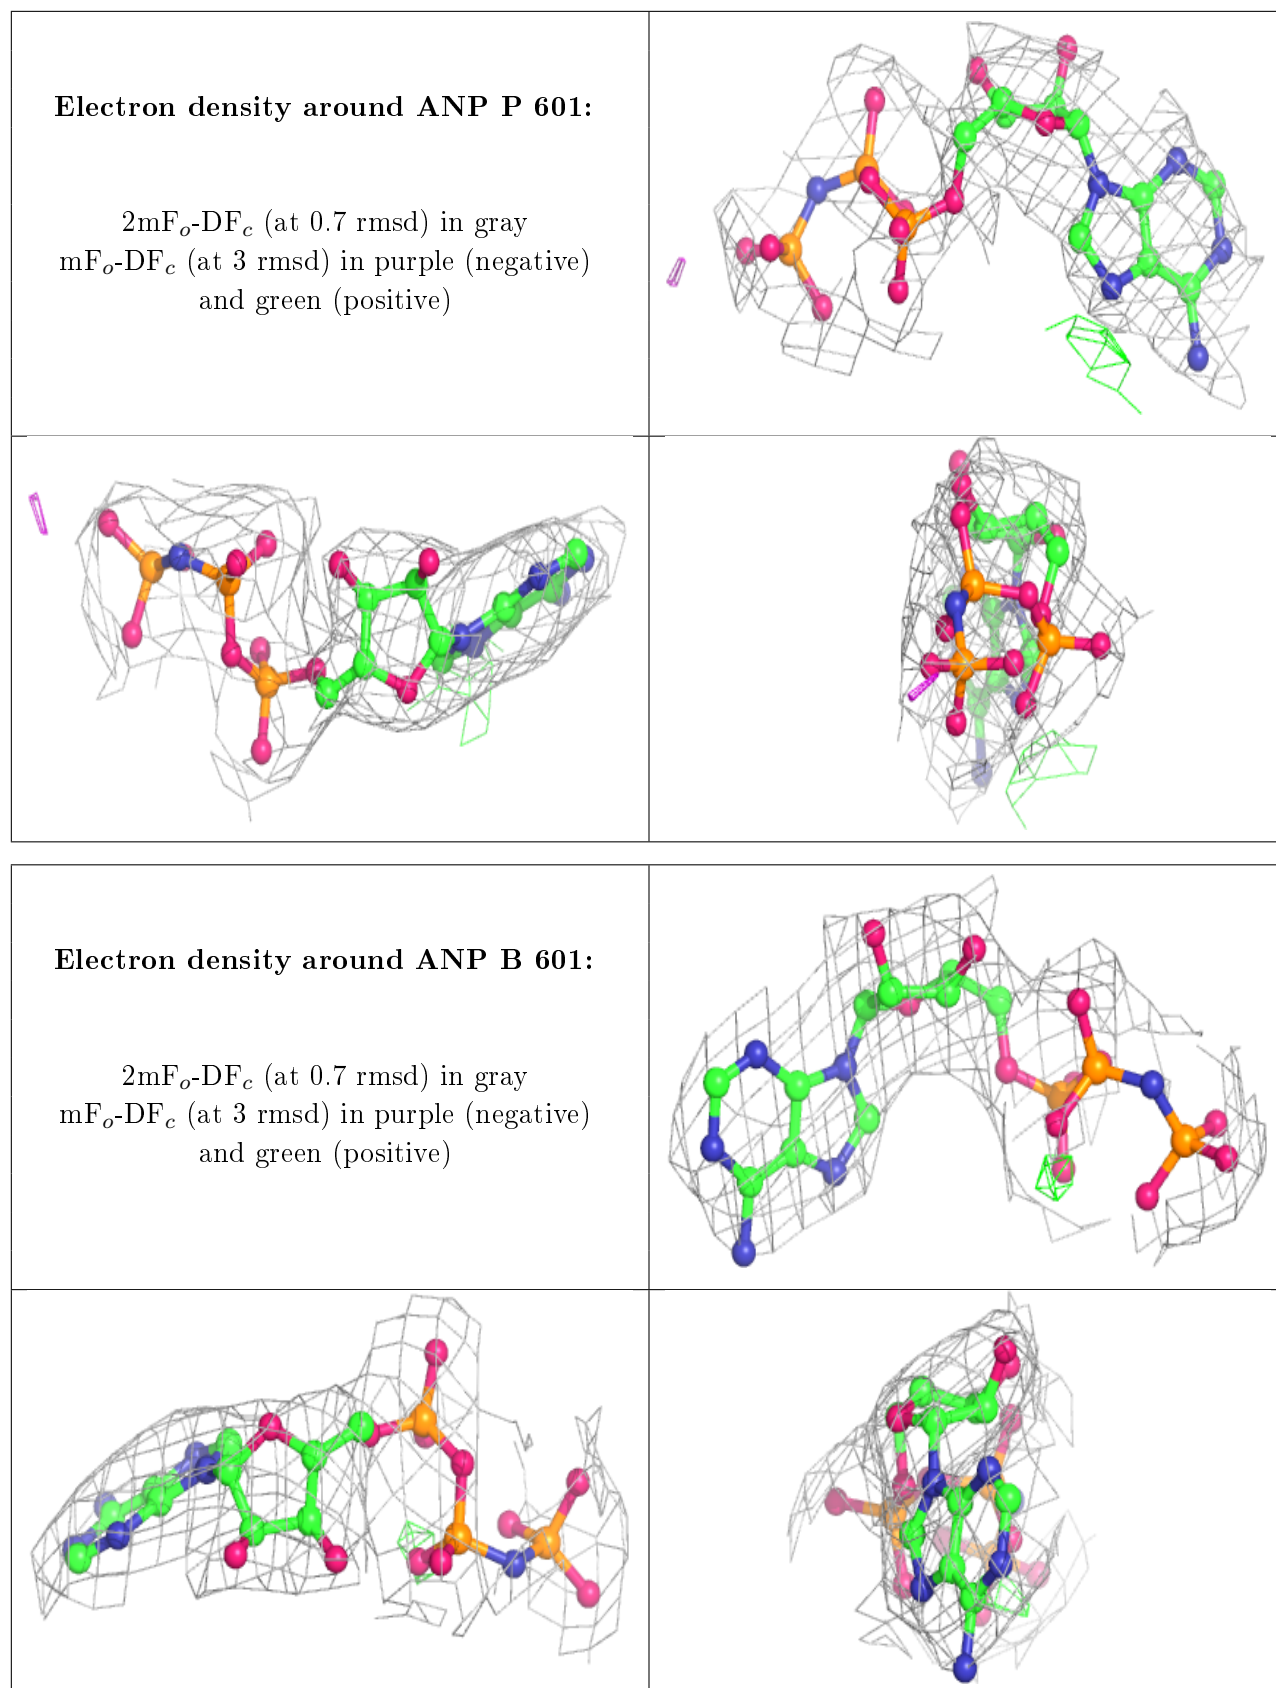 Electron density around ANP P 601:
2mFₒ-DF𝒸 (at 0.7 rmsd) in gray
mFₒ-DF𝒸 (at 3 rmsd) in purple (negative)
and green (positive)
Electron density around ANP B 601:
2mFₒ-DF𝒸 (at 0.7 rmsd) in gray
mFₒ-DF𝒸 (at 3 rmsd) in purple (negative)
and green (positive)